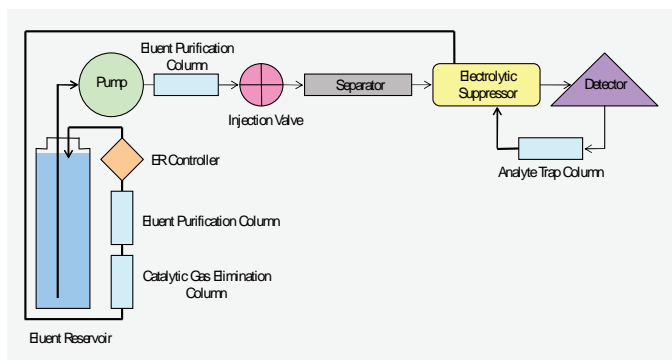 Eluent Purification
Column
Pump
Injection Valve
Separator
Electrolytic
Suppressor
Detector
Analyte Trap Column
ER Controller
Eluent Purification Column
Catalytic Gas Elimination
Column
Eluent Reservoir